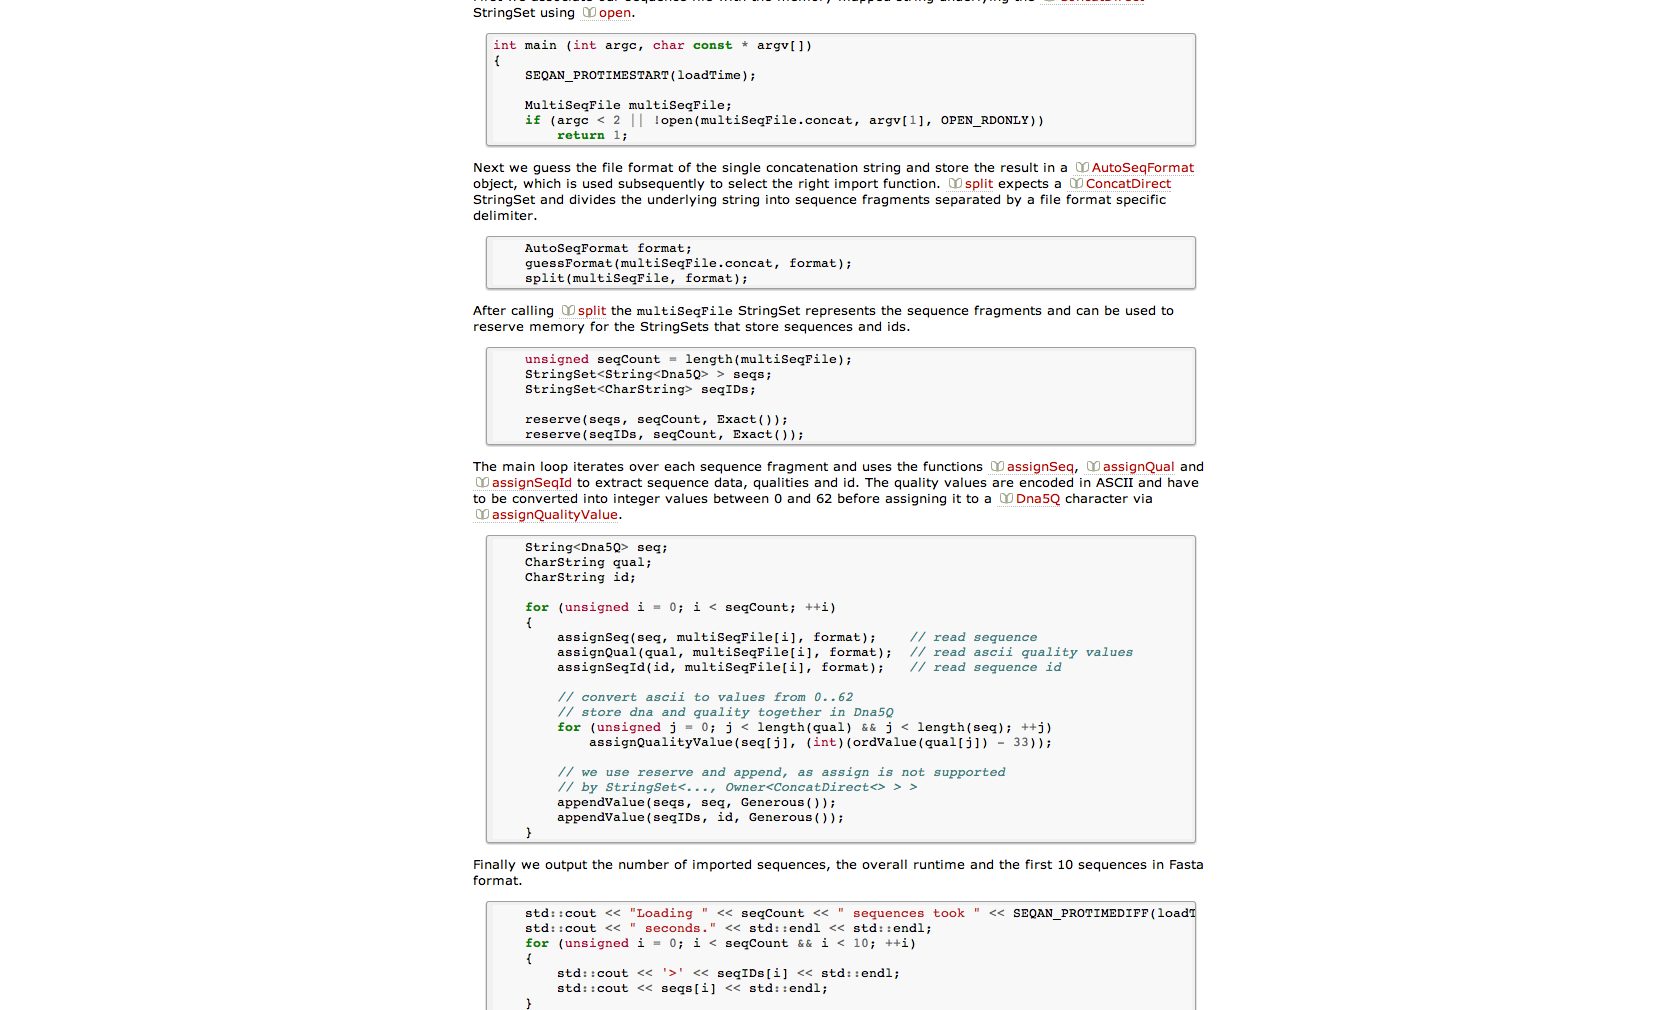 StringSet using open.
int main (int argc, char const * argv[])
{
    SEQAN_PROTIMESTART(loadTime);
    MultiSeqFile multiSeqFile;
    if (argc < 2 || !open(multiSeqFile.concat, argv[1], OPEN_RDONLY))
        return 1;
Next we guess the file format of the single concatenation string and store the result in a AutoSeqFormat
object, which is used subsequently to select the right import function. split expects a ConcatDirect
StringSet and divides the underlying string into sequence fragments separated by a file format specific
delimiter.
    AutoSeqFormat format;
    guessFormat(multiSeqFile.concat, format);
    split(multiSeqFile, format);
After calling split the multiSeqFile StringSet represents the sequence fragments and can be used to
reserve memory for the StringSets that store sequences and ids.
    unsigned seqCount = length(multiSeqFile);
    StringSet<String<Dna5Q> > seqs;
    StringSet<CharString> seqIDs;
    reserve(seqs, seqCount, Exact());
    reserve(seqIDs, seqCount, Exact());
The main loop iterates over each sequence fragment and uses the functions assignSeq, assignQual and
assignSeqId to extract sequence data, qualities and id. The quality values are encoded in ASCII and have
to be converted into integer values between 0 and 62 before assigning it to a Dna5Q character via
assignQualityValue.
    String<Dna5Q> seq;
    CharString qual;
    CharString id;
    for (unsigned i = 0; i < seqCount; ++i)
    {
        assignSeq(seq, multiSeqFile[i], format);    // read sequence
        assignQual(qual, multiSeqFile[i], format);  // read ascii quality values
        assignSeqId(id, multiSeqFile[i], format);   // read sequence id
        // convert ascii to values from 0..62
        // store dna and quality together in Dna5Q
        for (unsigned j = 0; j < length(qual) && j < length(seq); ++j)
            assignQualityValue(seq[j], (int)(ordValue(qual[j]) - 33));
        // we use reserve and append, as assign is not supported
        // by StringSet<..., Owner<ConcatDirect<> > >
        appendValue(seqs, seq, Generous());
        appendValue(seqIDs, id, Generous());
    }
Finally we output the number of imported sequences, the overall runtime and the first 10 sequences in Fasta
format.
    std::cout << "Loading " << seqCount << " sequences took " << SEQAN_PROTIMEDIFF(loadT
    std::cout << " seconds." << std::endl << std::endl;
    for (unsigned i = 0; i < seqCount && i < 10; ++i)
    {
        std::cout << '>' << seqIDs[i] << std::endl;
        std::cout << seqs[i] << std::endl;
    }